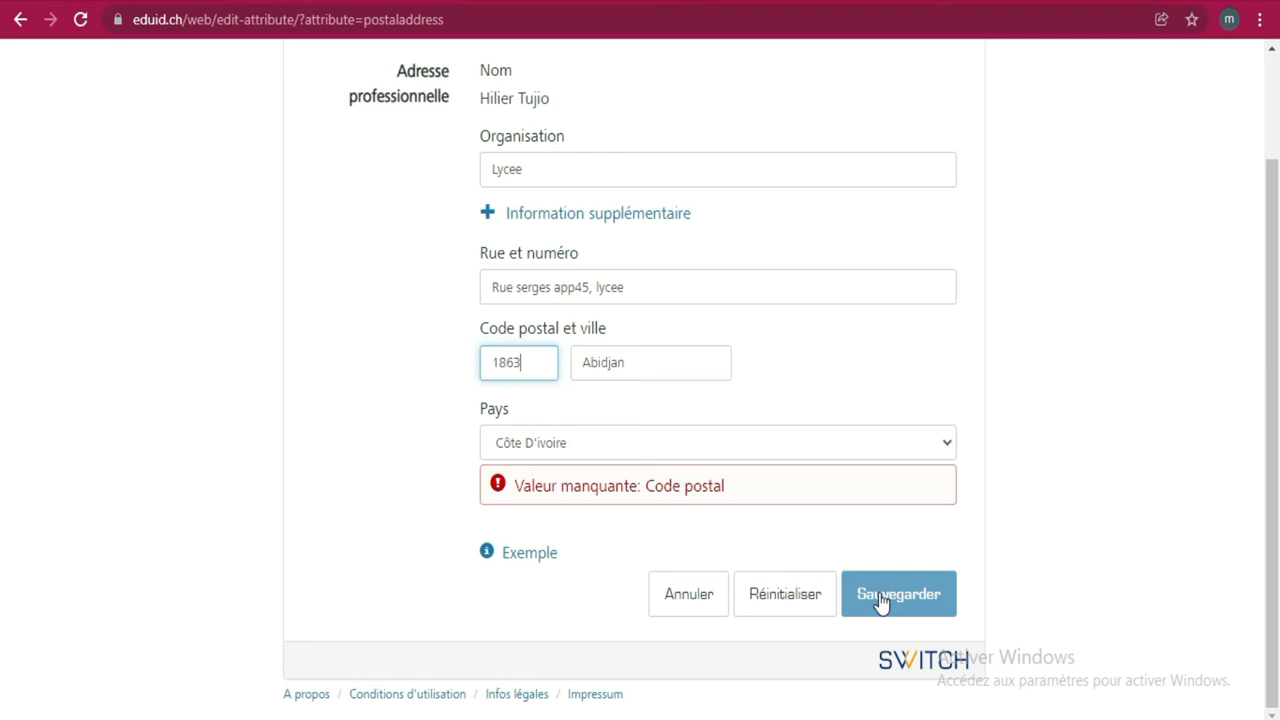 eduid.ch/web/edit-attribute/?attribute=postaladdress
m
Adresse professionnelle
Nom
Hilier Tujio
Organisation
Lycee
Information supplémentaire
Rue et numéro
Rue serges app45, lycee
Code postal et ville
1863 Abidjan
Pays
Côte D'ivoire
Valeur manquante: Code postal
Exemple
Annuler Réinitialiser Sauvegarder
SWITCH
Activer Windows
Accédez aux paramètres pour activer Windows.
A propos / Conditions d'utilisation / Infos légales / Impressum